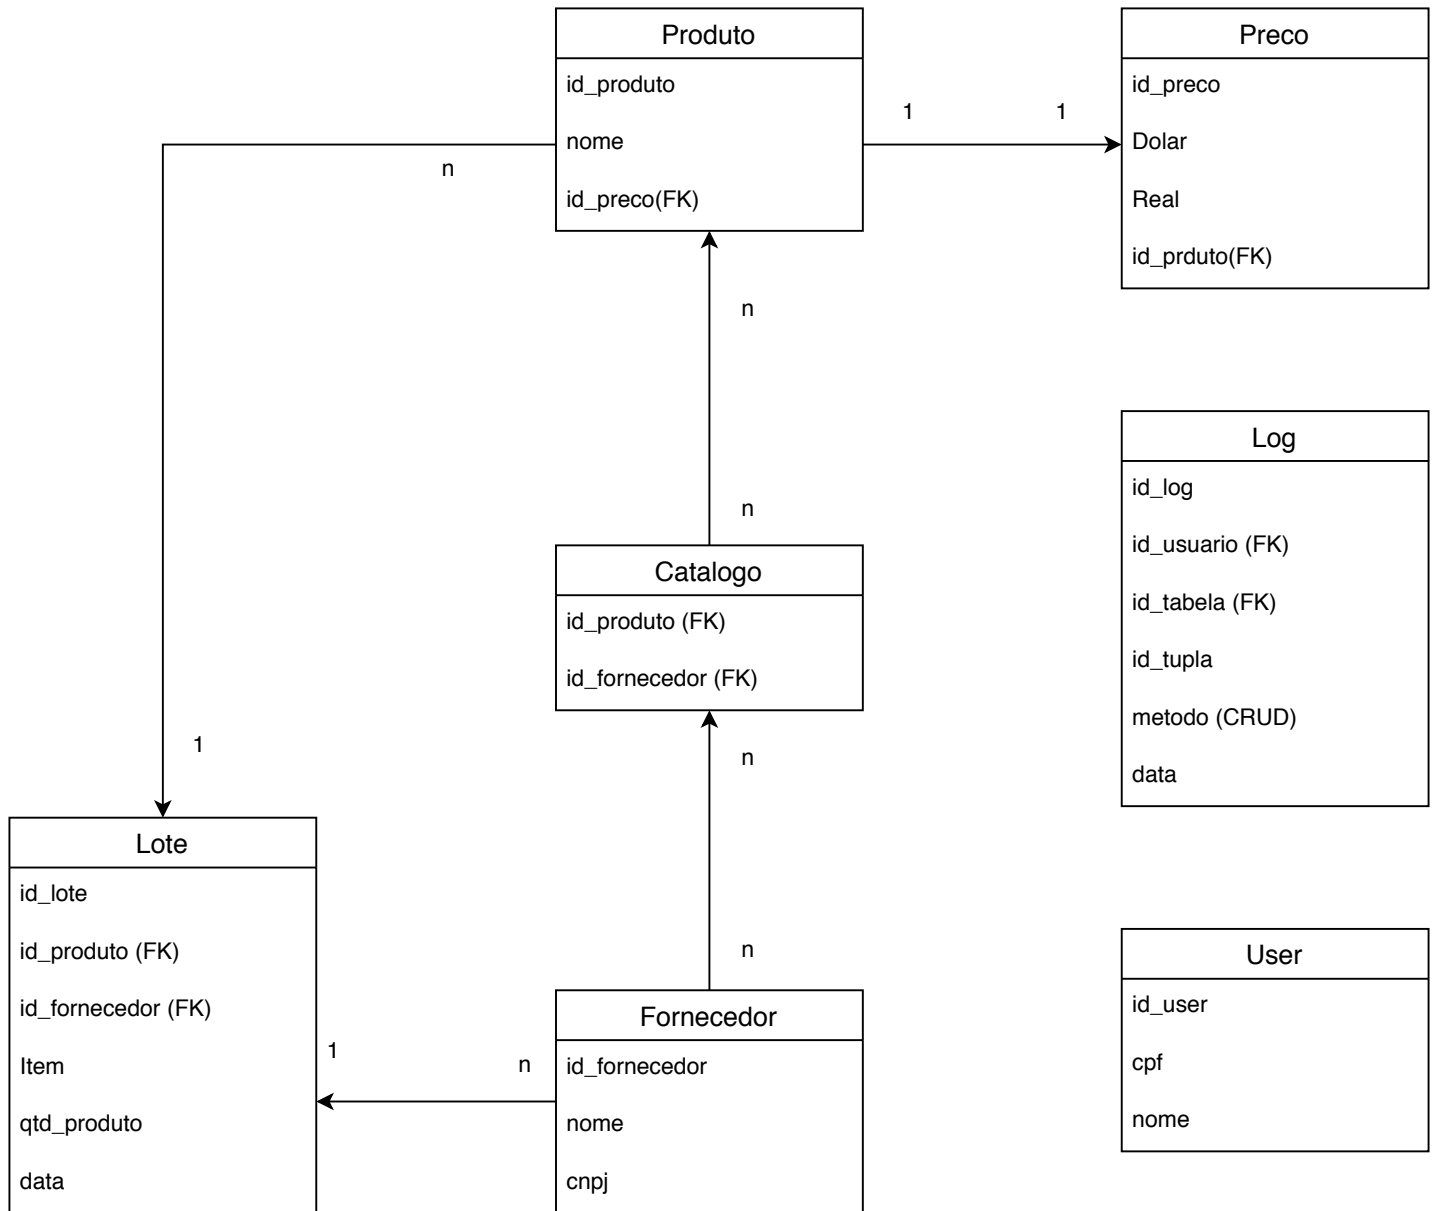 Produto
id_produto
nome
id_preco(FK)
Preco
id_preco
Dolar
Real
id_prduto(FK)
1
1
n
n
n
1
Catalogo
id_produto (FK)
id_fornecedor (FK)
Log
id_log
id_usuario (FK)
id_tabela (FK)
id_tupla
metodo (CRUD)
data
n
n
Lote
id_lote
id_produto (FK)
id_fornecedor (FK)
Item
qtd_produto
data
1
n
Fornecedor
id_fornecedor
nome
cnpj
User
id_user
cpf
nome